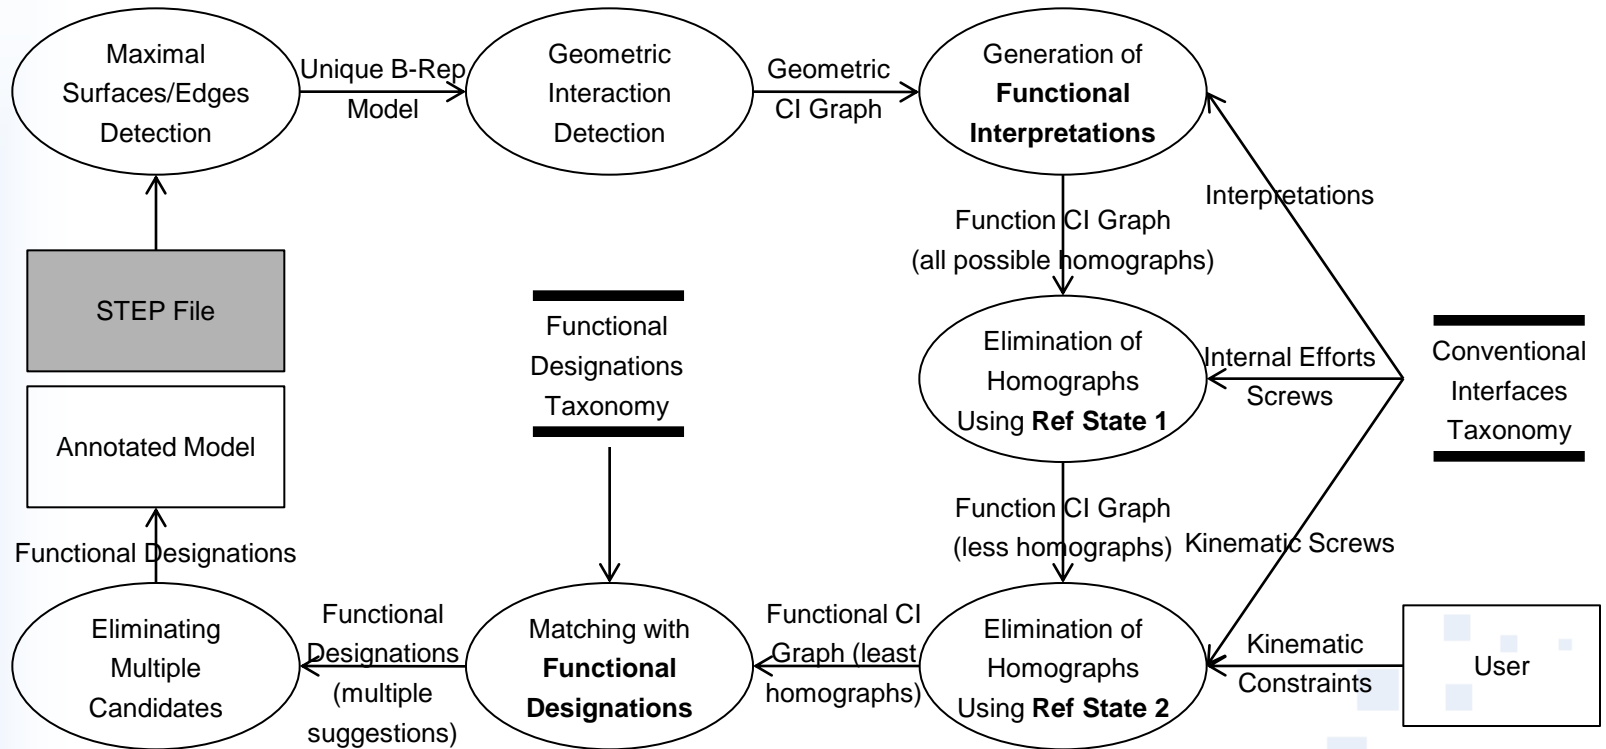 Maximal
Surfaces/Edges
Detection
Unique B-Rep
Model
Geometric
Interaction
Detection
Geometric
CI Graph
Generation of
Functional
Interpretations
Interpretations
Function CI Graph
(all possible homographs)
STEP File
Functional
Designations
Taxonomy
Elimination of
Homographs
Using Ref State 1
Internal Efforts
Screws
Conventional
Interfaces
Taxonomy
Annotated Model
Function CI Graph
(less homographs)
Kinematic Screws
Functional Designations
Eliminating
Multiple
Candidates
Functional
Designations
(multiple
suggestions)
Matching with
Functional
Designations
Functional CI
Graph (least
homographs)
Elimination of
Homographs
Using Ref State 2
Kinematic
Constraints
User